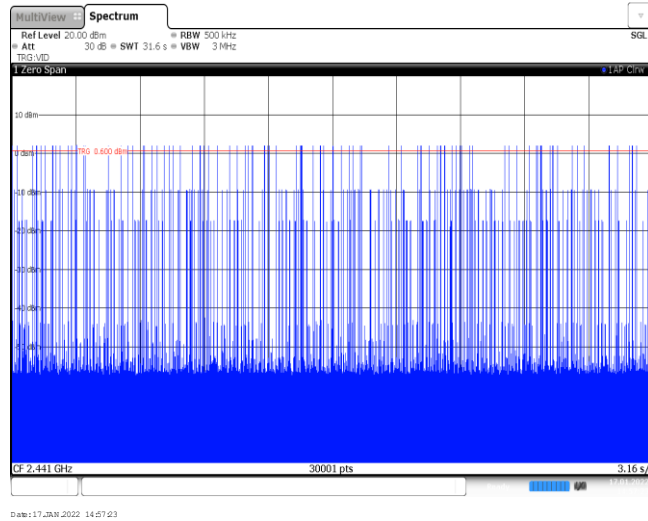 MultiView Spectrum
Ref Level 20.00 dBm RBW 500 kHz SGL
Att 30 dB SWT 31.6 s VBW 3 MHz
TRG:VID
1 Zero Span 1AP Clrw
10 dBm
TRG 0.600 dBm
0 dBm
-10 dBm
-20 dBm
-30 dBm
-40 dBm
CF 2.441 GHz 30001 pts 3.16 s/
17.01.2022
Date:17.JAN.2022 14:57:23